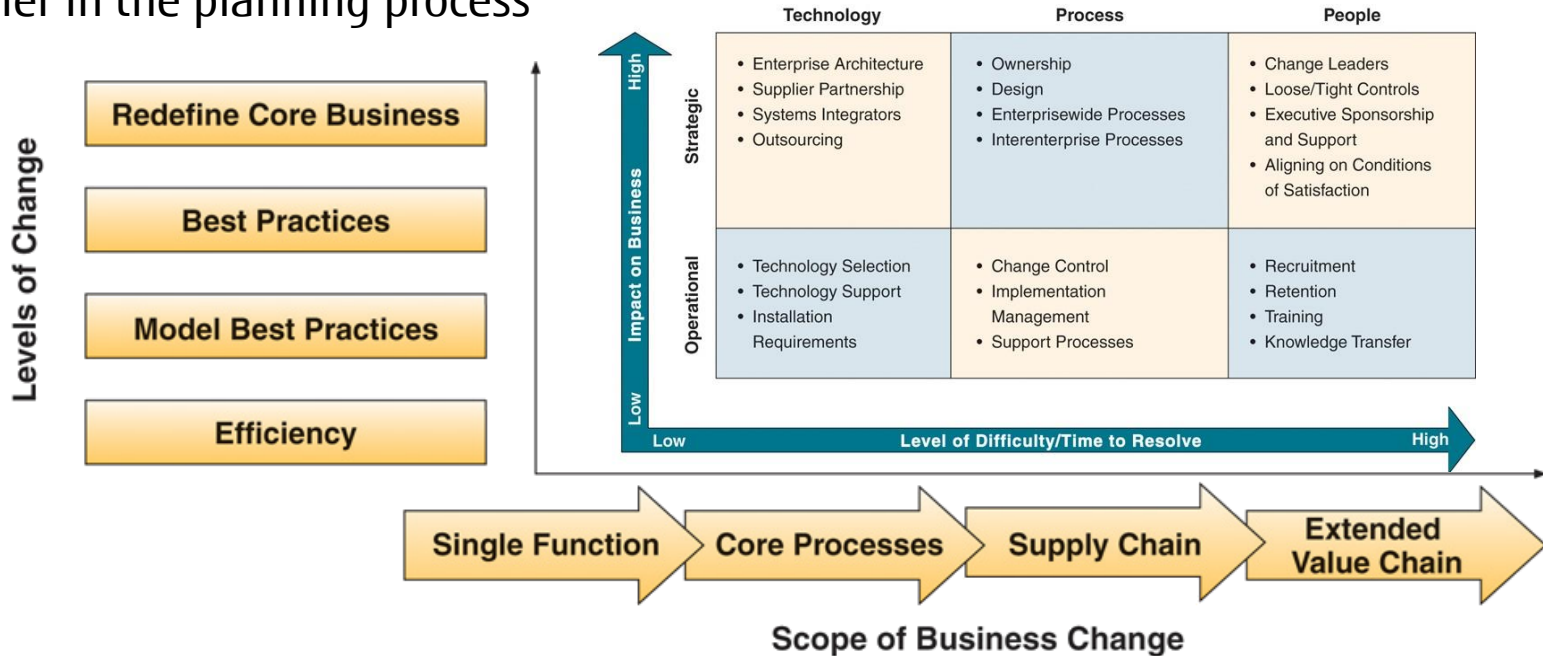 in the planning process
Levels of Change
Redefine Core Business
Best Practices
Model Best Practices
Efficiency
Technology
Process
People
High
Impact on Business
Low
Strategic
• Enterprise Architecture
• Supplier Partnership
• Systems Integrators
• Outsourcing
• Ownership
• Design
• Enterprisewide Processes
• Interenterprise Processes
• Change Leaders
• Loose/Tight Controls
• Executive Sponsorship
and Support
• Aligning on Conditions
of Satisfaction
Operational
• Technology Selection
• Technology Support
• Installation
Requirements
• Change Control
• Implementation
Management
• Support Processes
• Recruitment
• Retention
• Training
• Knowledge Transfer
Low
Level of Difficulty/Time to Resolve
High
Single Function
Core Processes
Supply Chain
Extended
Value Chain
Scope of Business Change